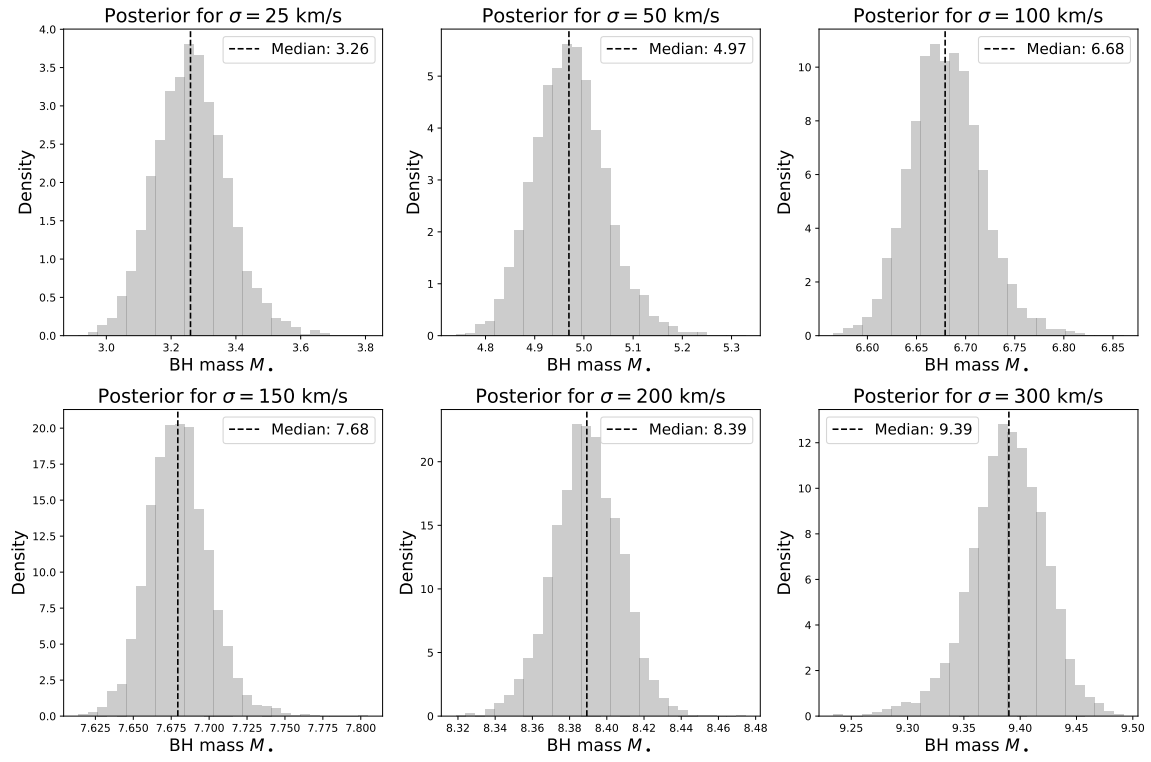 Posterior for σ = 25 km/s
Median: 3.26
Density
4.0
3.5
3.0
2.5
2.0
1.5
1.0
0.5
0.0
3.0 3.2 3.4 3.6 3.8
BH mass M•
Posterior for σ = 50 km/s
Median: 4.97
Density
5
4
3
2
1
0
4.8 4.9 5.0 5.1 5.2 5.3
BH mass M•
Posterior for σ = 100 km/s
Median: 6.68
Density
10
8
6
4
2
0
6.60 6.65 6.70 6.75 6.80 6.85
BH mass M•
Posterior for σ = 150 km/s
Median: 7.68
Density
20.0
17.5
15.0
12.5
10.0
7.5
5.0
2.5
0.0
7.625 7.650 7.675 7.700 7.725 7.750 7.775 7.800
BH mass M•
Posterior for σ = 200 km/s
Median: 8.39
Density
20
15
10
5
0
8.32 8.34 8.36 8.38 8.40 8.42 8.44 8.46 8.48
BH mass M•
Posterior for σ = 300 km/s
Median: 9.39
Density
12
10
8
6
4
2
0
9.25 9.30 9.35 9.40 9.45 9.50
BH mass M•